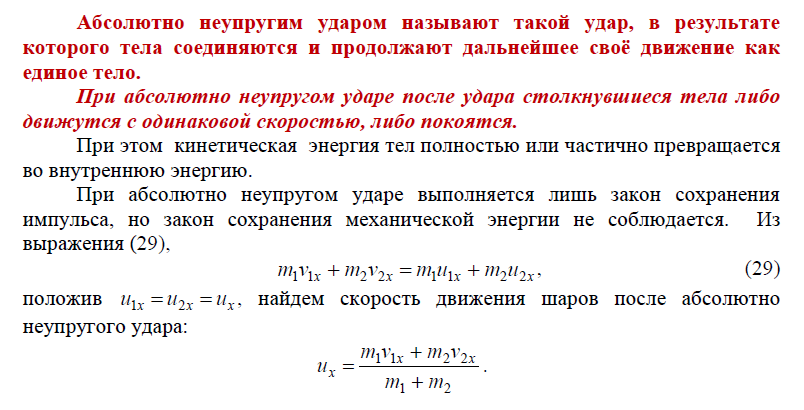 Абсолютно неупругим ударом называют такой удар, в результате
которого тела соединяются и продолжают дальнейшее своё движение как
единое тело.
При абсолютно неупругом ударе после удара столкнувшиеся тела либо
движутся с одинаковой скоростью, либо покоятся.
При этом кинетическая энергия тел полностью или частично превращается
во внутреннюю энергию.
При абсолютно неупругом ударе выполняется лишь закон сохранения
импульса, но закон сохранения механической энергии не соблюдается. Из
выражения (29),
m₁v₁ₓ + m₂v₂ₓ = m₁u₁ₓ + m₂u₂ₓ, (29)
положив u₁ₓ = u₂ₓ = uₓ, найдем скорость движения шаров после абсолютно
неупругого удара:
uₓ = (m₁v₁ₓ + m₂v₂ₓ) / (m₁ + m₂).